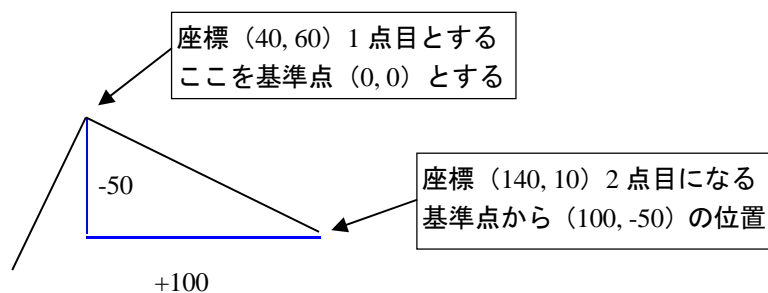 座標（40, 60）1 点目とする
ここを基準点（0, 0）とする
-50
座標（140, 10）2 点目になる
基準点から（100, -50）の位置
+100